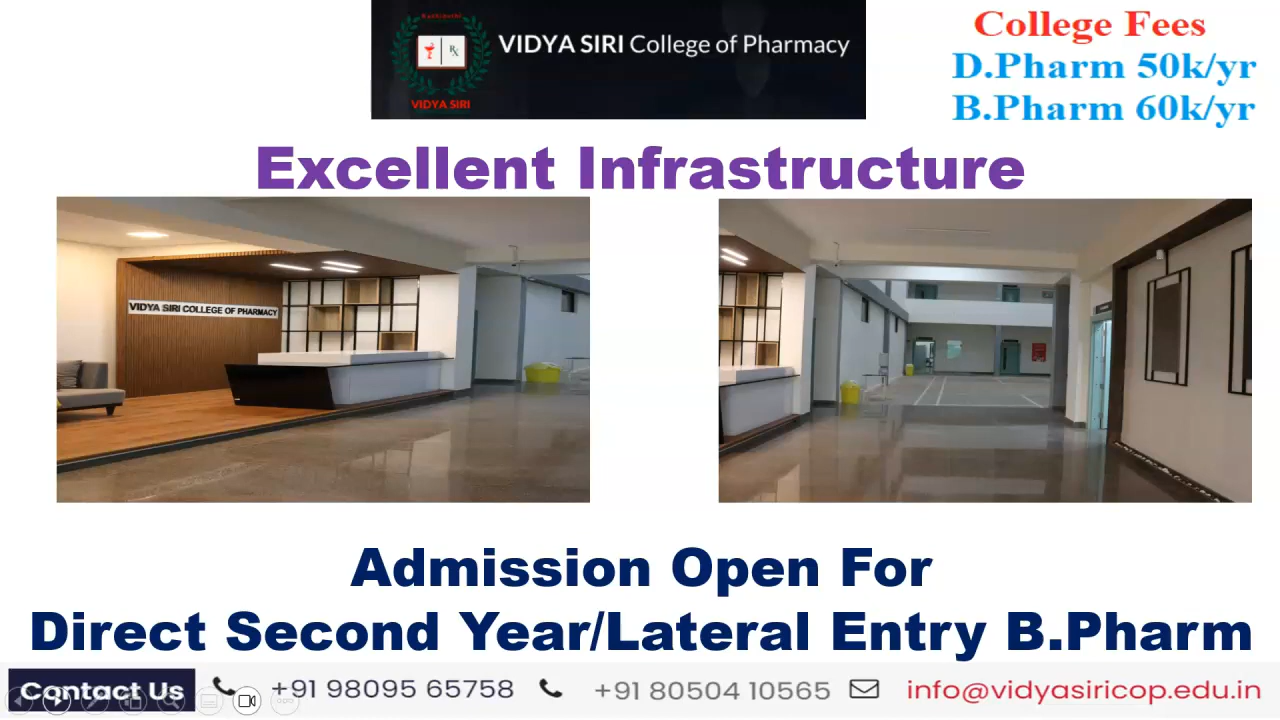 VIDYA SIRI
VIDYA SIRI College of Pharmacy
College Fees
D.Pharm 50k/yr
B.Pharm 60k/yr
Excellent Infrastructure
VIDYA SIRI COLLEGE OF PHARMACY
Admission Open For
Direct Second Year/Lateral Entry B.Pharm
Contact Us +91 98095 65758 +91 80504 10565 info@vidyasiricop.edu.in